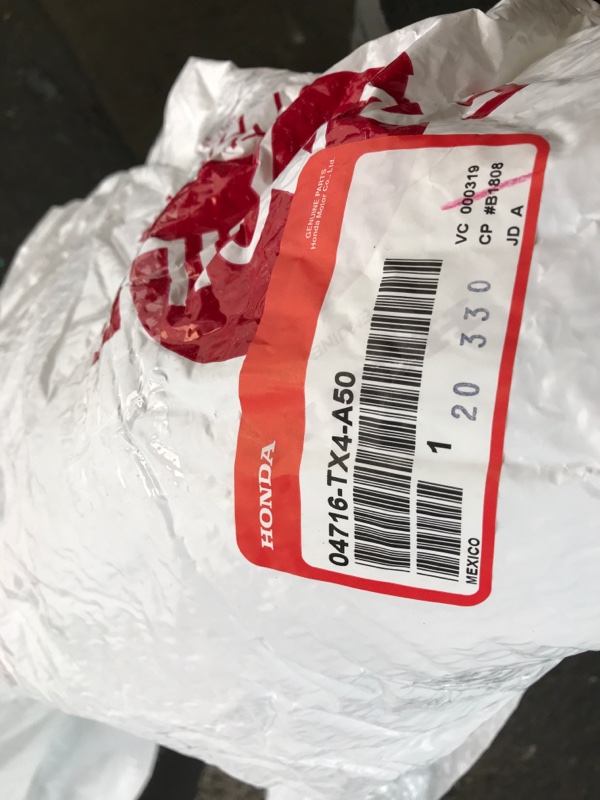 GENUINE PARTS
Honda Motor Co., Ltd.
HONDA
04716-TX4-A50
1
MEXICO
20 330
VC 000319
CP #B1808
JD A